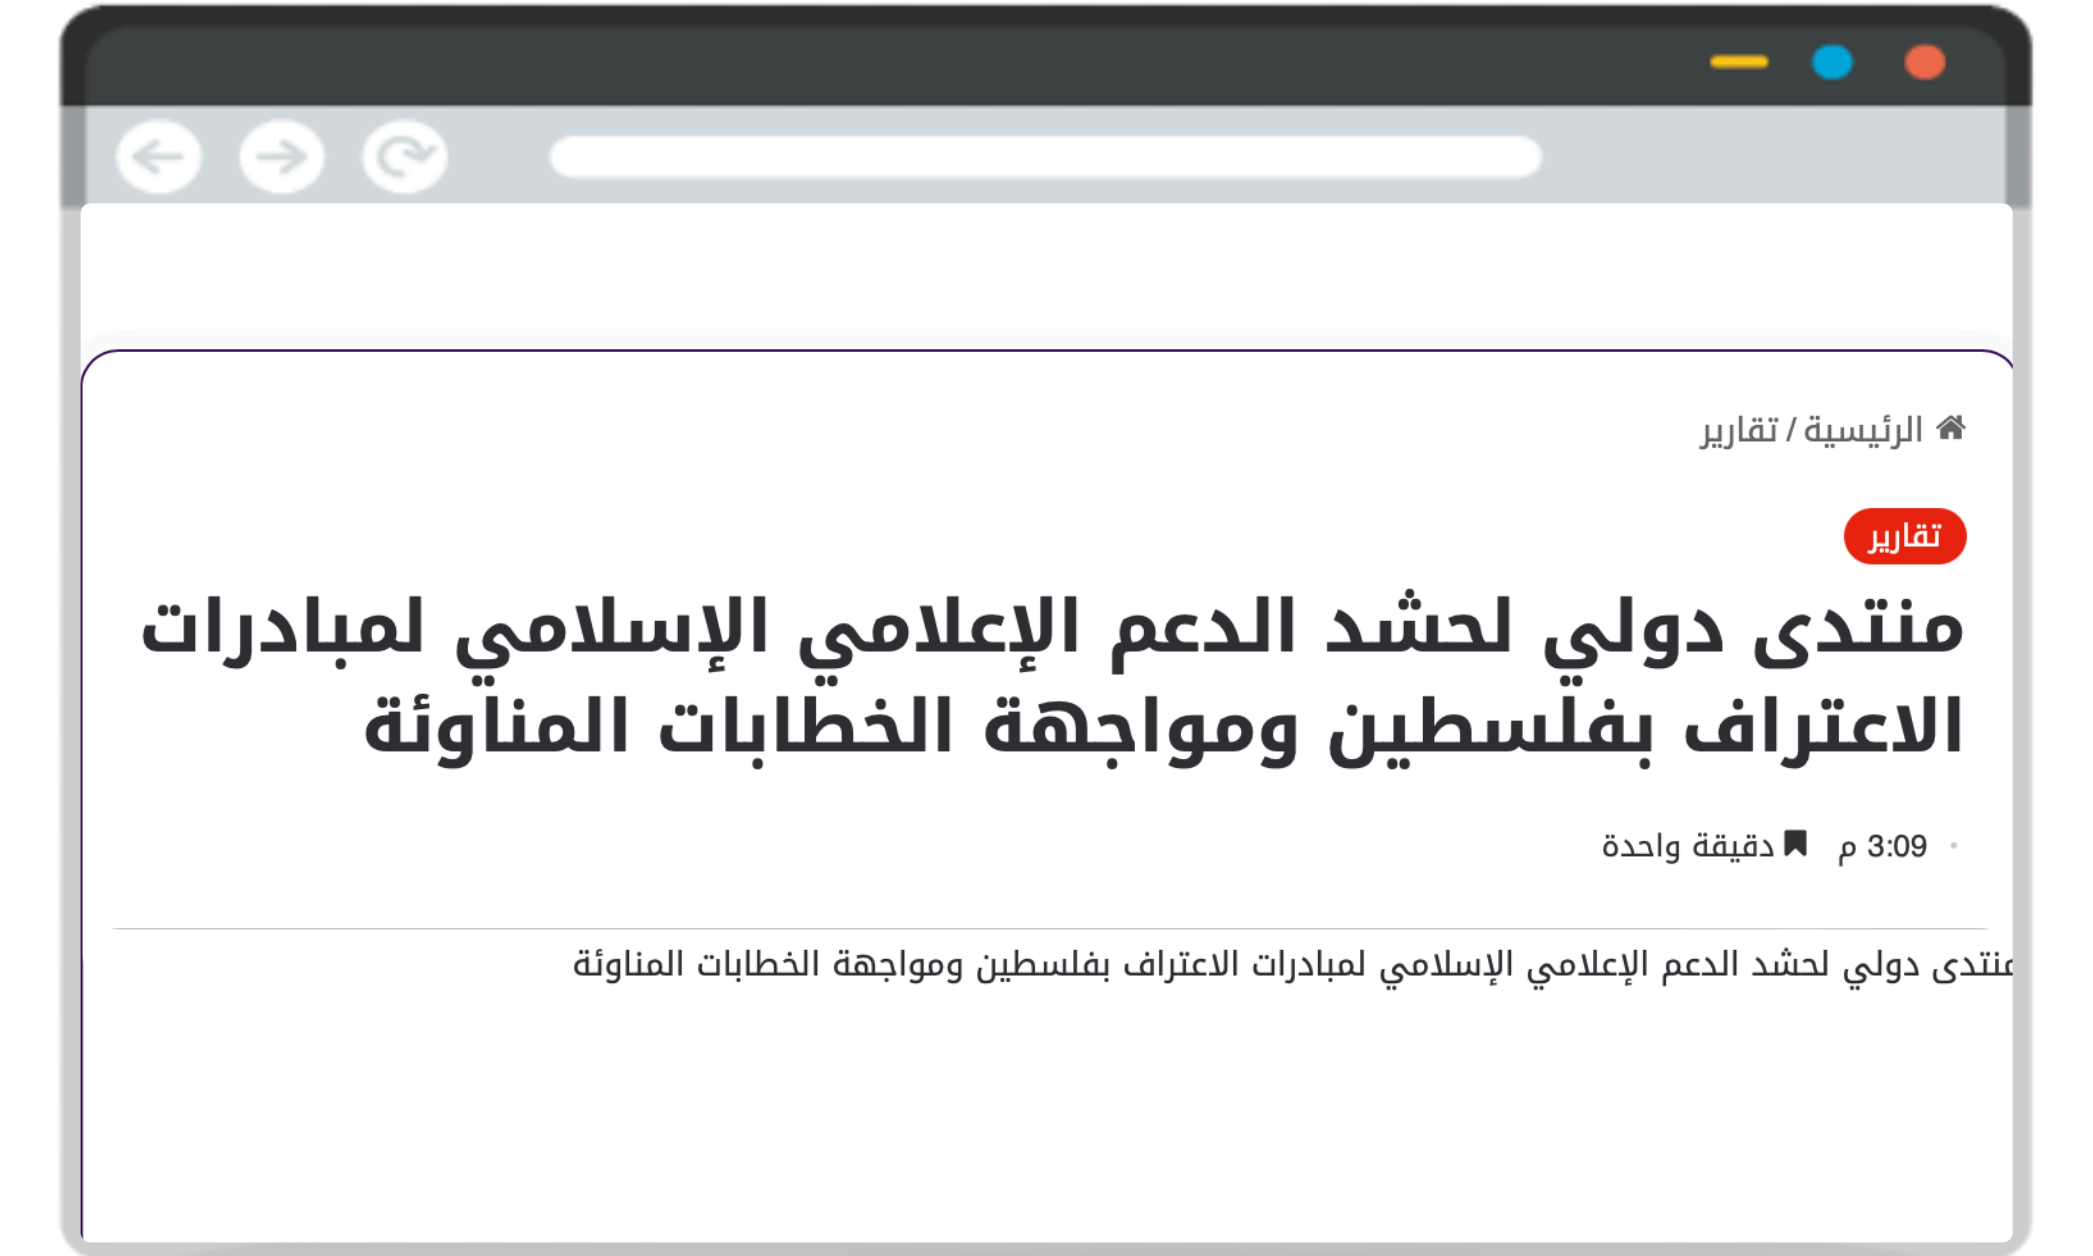 الرئيسية / تقارير
تقارير
منتدى دولي لحشد الدعم الإعلامي الإسلامي لمبادرات
الاعتراف بفلسطين ومواجهة الخطابات المناوئة
3:09 م دقيقة واحدة
منتدى دولي لحشد الدعم الإعلامي الإسلامي لمبادرات الاعتراف بفلسطين ومواجهة الخطابات المناوئة